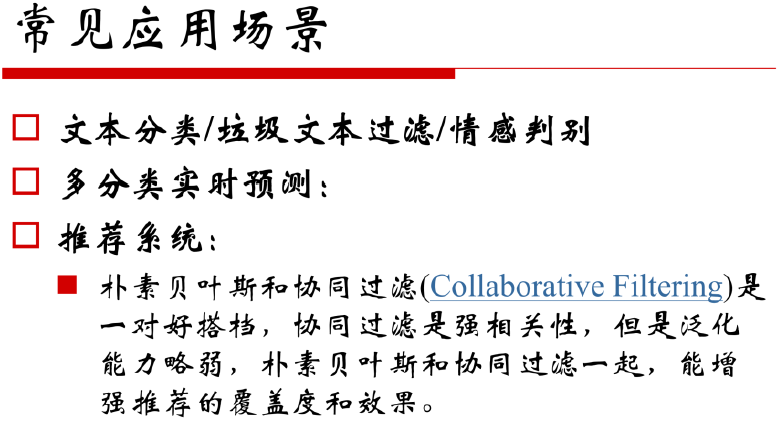 常见应用场景
文本分类/垃圾文本过滤/情感判别
多分类实时预测：
推荐系统：
朴素贝叶斯和协同过滤(Collaborative Filtering)是
一对好搭档，协同过滤是强相关性，但是泛化
能力略弱，朴素贝叶斯和协同过滤一起，能增
强推荐的覆盖度和效果。